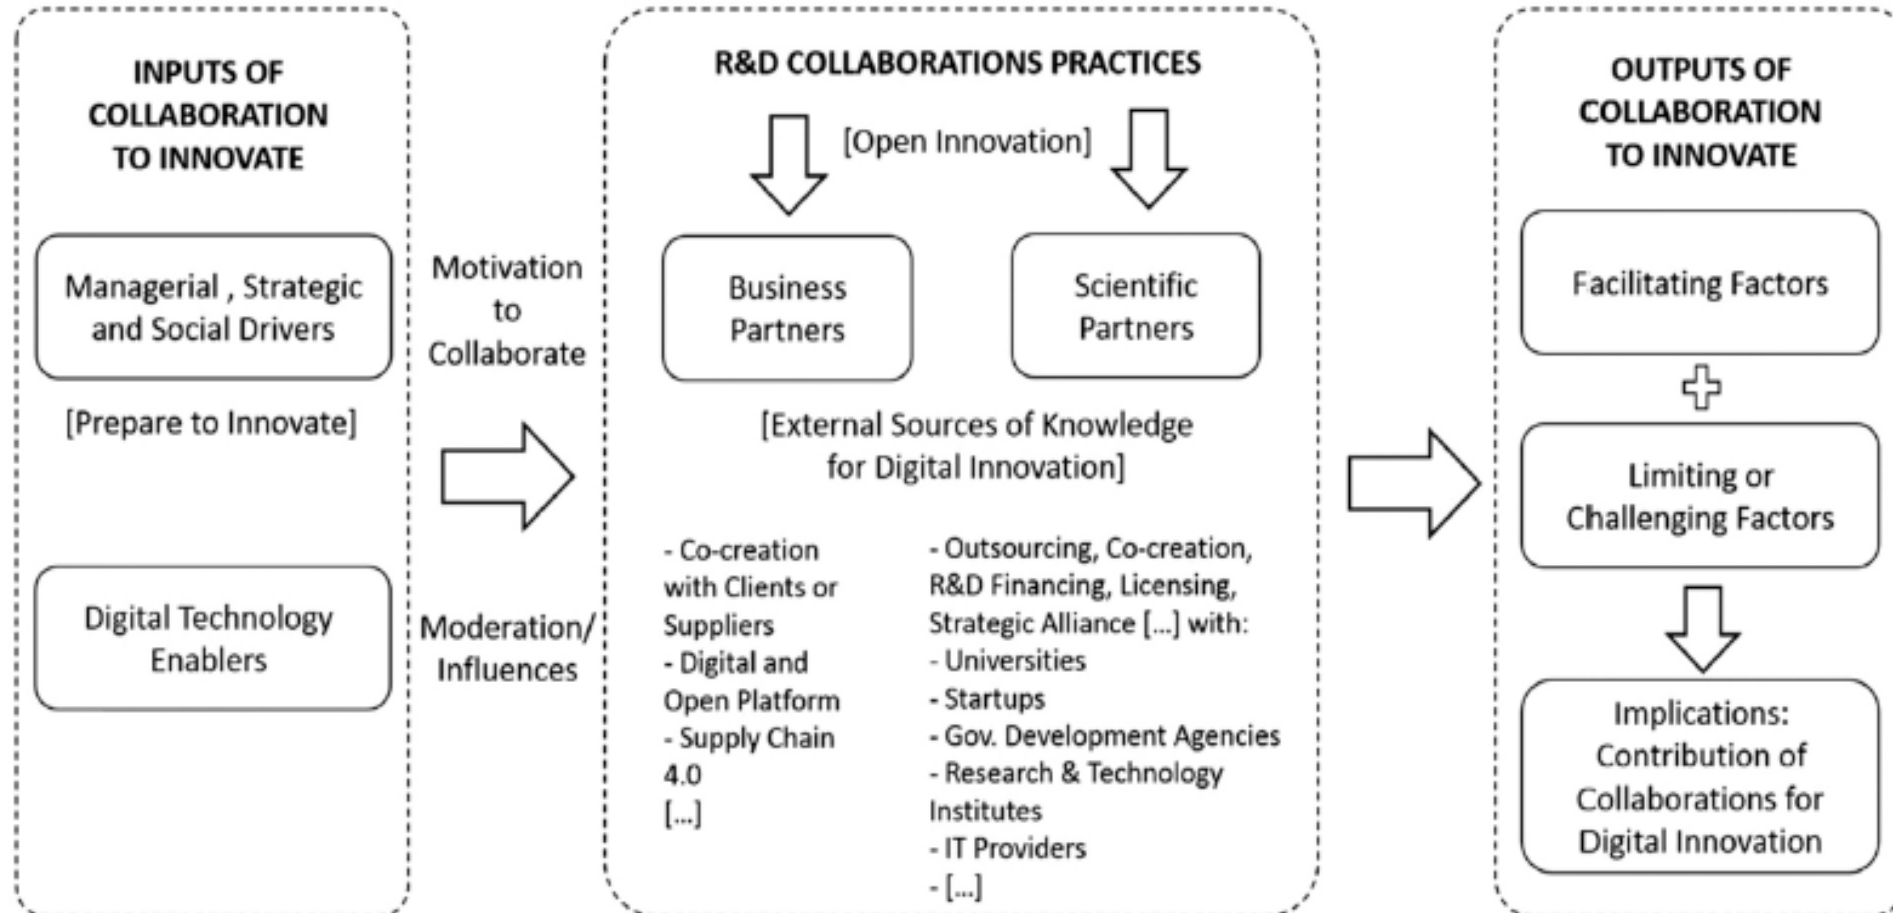 INPUTS OF
COLLABORATION
TO INNOVATE
Managerial , Strategic
and Social Drivers
[Prepare to Innovate]
Digital Technology
Enablers
Motivation
to
Collaborate
Moderation/
Influences
R&D COLLABORATIONS PRACTICES
[Open Innovation]
Business
Partners
Scientific
Partners
[External Sources of Knowledge
for Digital Innovation]
- Co-creation
with Clients or
Suppliers
- Digital and
Open Platform
- Supply Chain
4.0
[...]
- Outsourcing, Co-creation,
R&D Financing, Licensing,
Strategic Alliance [...] with:
- Universities
- Startups
- Gov. Development Agencies
- Research & Technology
Institutes
- IT Providers
- [...]
OUTPUTS OF
COLLABORATION
TO INNOVATE
Facilitating Factors
Limiting or
Challenging Factors
Implications:
Contribution of
Collaborations for
Digital Innovation